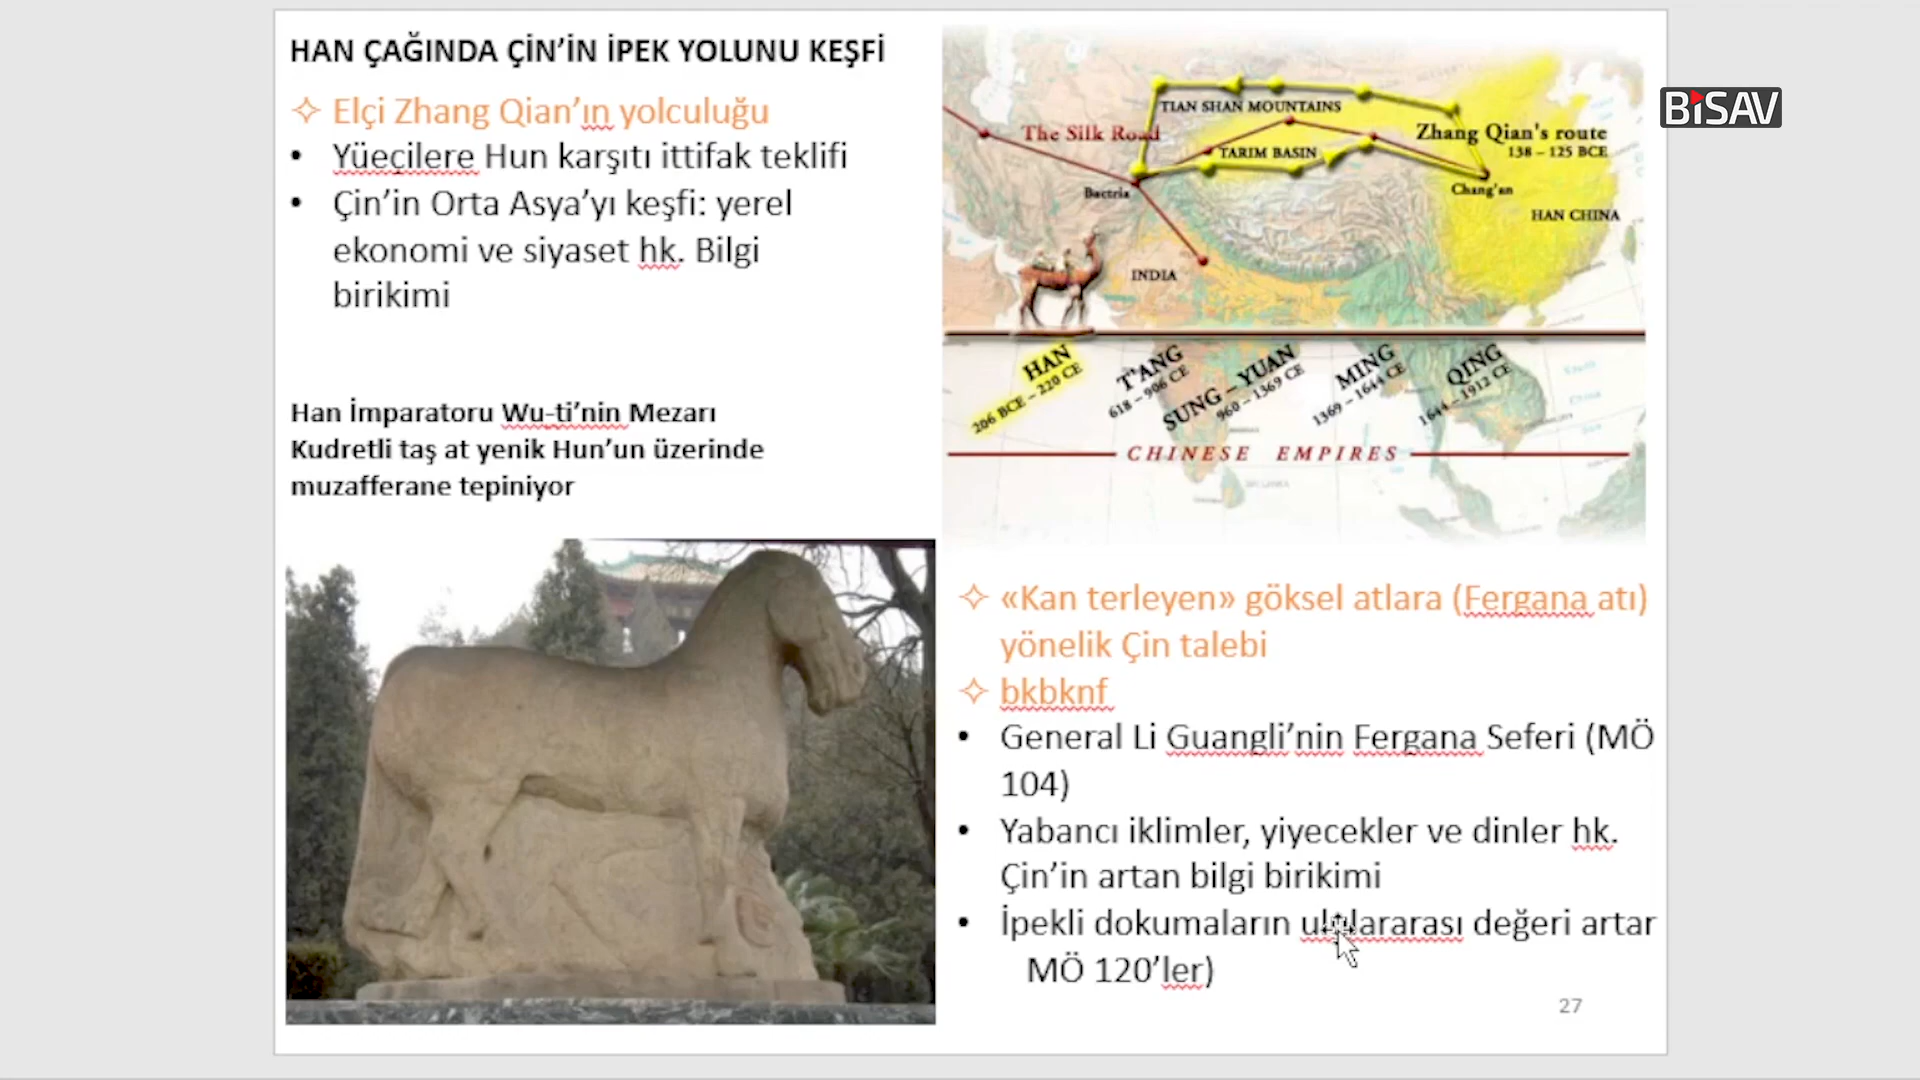 HAN ÇAĞINDA ÇİN’İN İPEK YOLUNU KEŞFİ
Elçi Zhang Qian’ın yolculuğu
• Yüeçilere Hun karşıtı ittifak teklifi
• Çin’in Orta Asya’yı keşfi: yerel
ekonomi ve siyaset hk. Bilgi
birikimi
Han İmparatoru Wu-ti’nin Mezarı
Kudretli taş at yenik Hun’un üzerinde
muzafferane tepiniyor
BİSAV
TIAN SHAN MOUNTAINS
The Silk Road
Zhang Qian's route
138 – 125 BCE
TARIM BASIN
Bactria
Chang'an
HAN CHINA
INDIA
HAN
206 BCE – 220 CE
T'ANG
618 – 906 CE
SUNG – YUAN
960 – 1369 CE
MING
1369 – 1644 CE
QING
1644 – 1912 CE
CHINESE EMPIRES
«Kan terleyen» göksel atlara (Fergana atı)
yönelik Çin talebi
bkbknf
• General Li Guangli’nin Fergana Seferi (MÖ
104)
• Yabancı iklimler, yiyecekler ve dinler hk.
Çin’in artan bilgi birikimi
• İpekli dokumaların değeri artar
MÖ 120’ler)
27